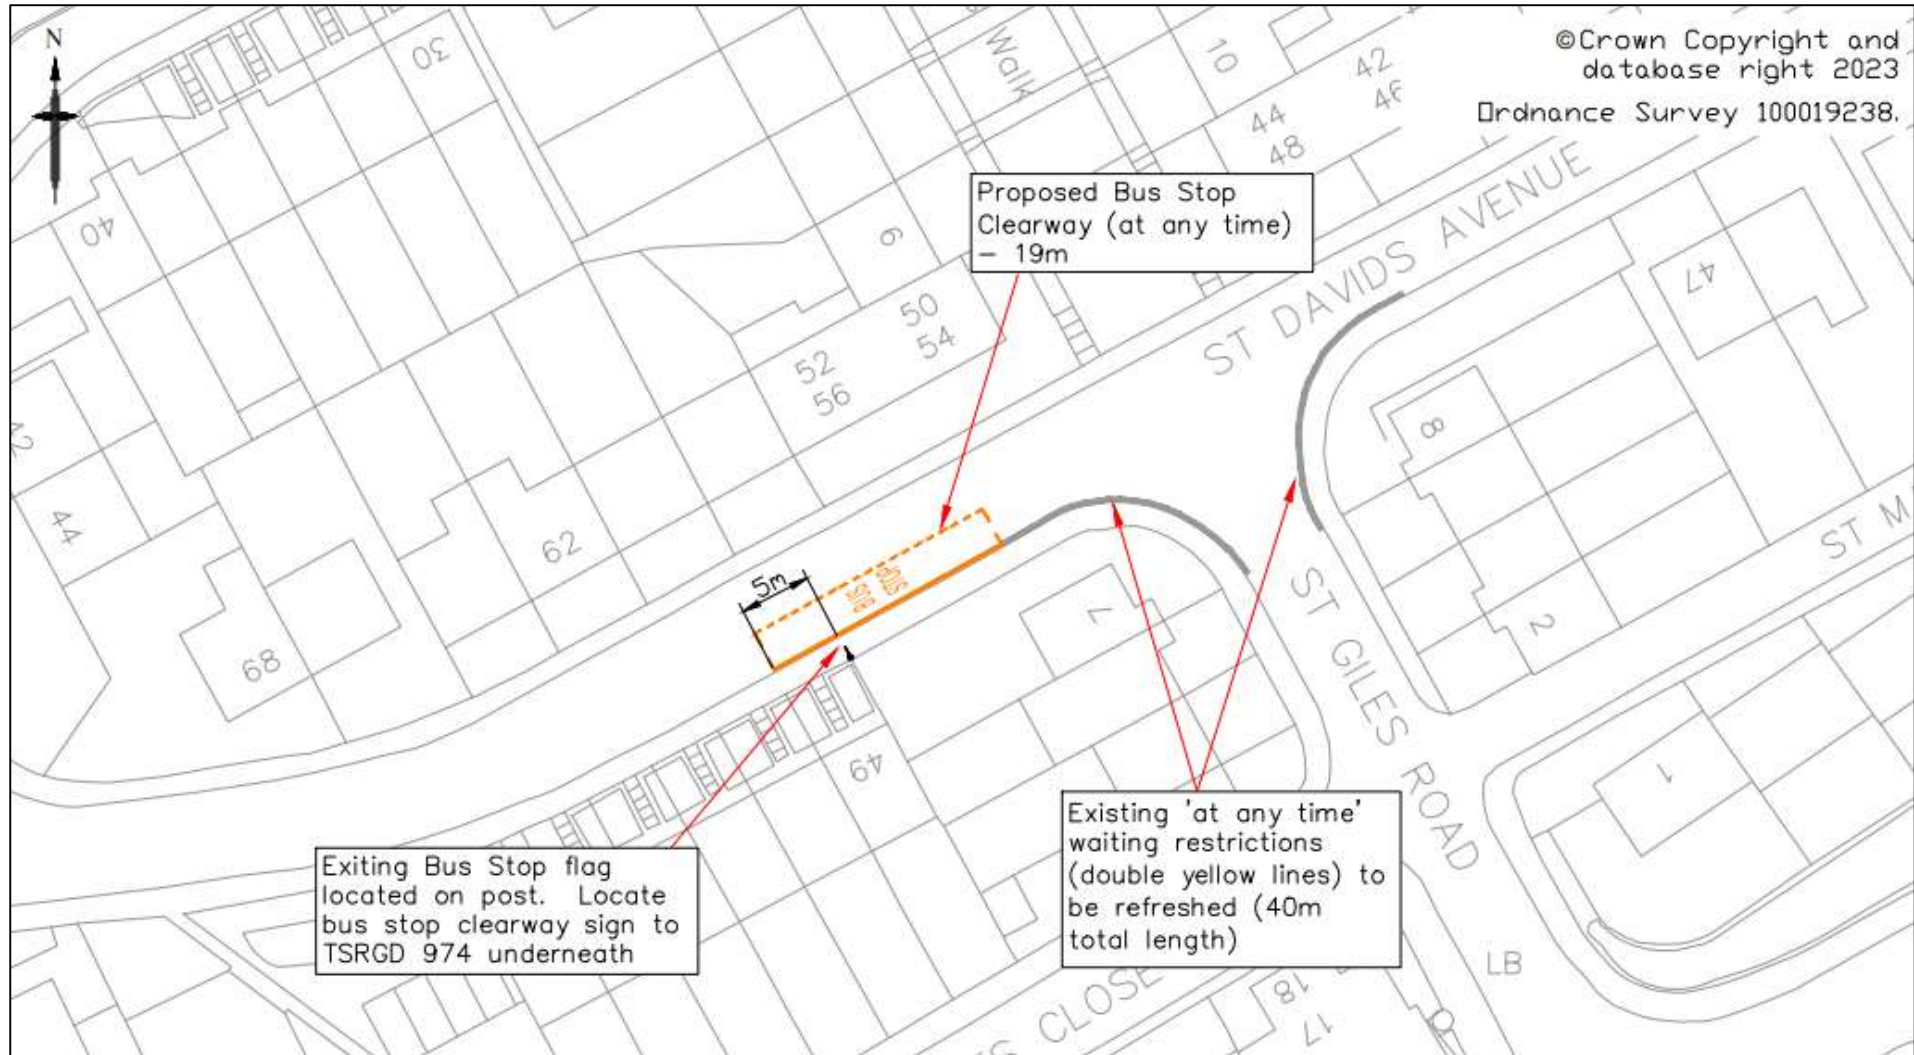 N
30
Walk
10
42
46
44
48
©Crown Copyright and
database right 2023
Ordnance Survey 100019238.
40
6
Proposed Bus Stop
Clearway (at any time)
– 19m
ST DAVIDS AVENUE
47
50
54
52
56
8
44
62
5m
BUS
STOP
7
2
ST
68
49
ST GILES ROAD
1
Exiting Bus Stop flag
located on post. Locate
bus stop clearway sign to
TSRGD 974 underneath
Existing 'at any time'
waiting restrictions
(double yellow lines) to
be refreshed (40m
total length)
LB
CLOSE
18
17